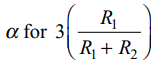 α for 3(R₁ / (R₁ + R₂))